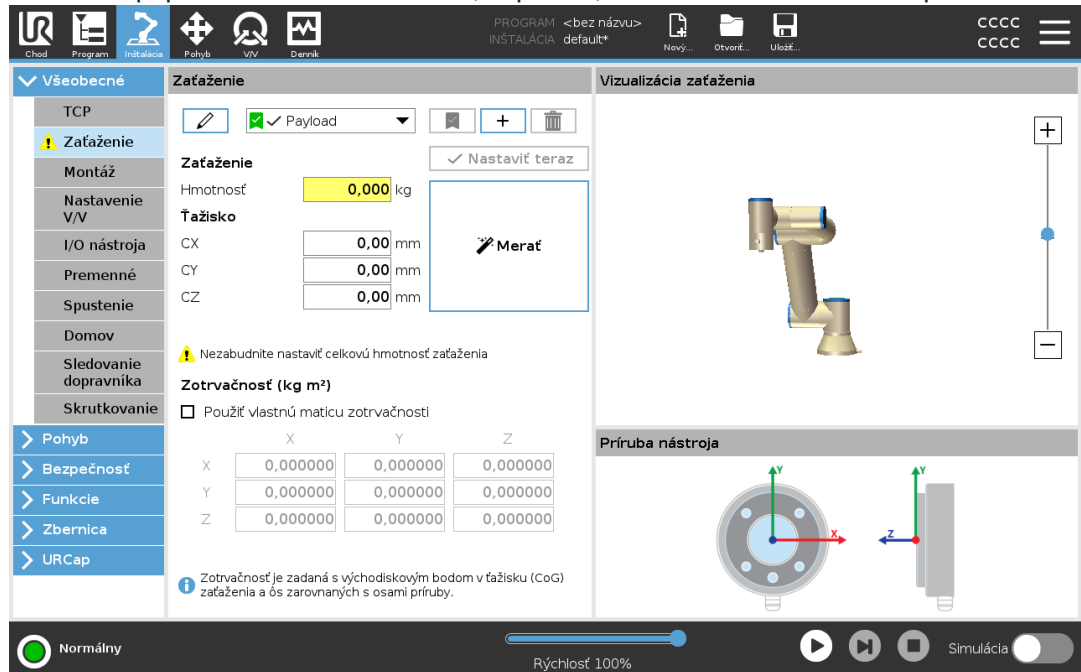 PROGRAM <bez názvu>
INŠTALÁCIA default*
Chod Program Inštalácia Pohyb V/V Denník
Nový... Otvoriť... Uložiť...
cccc
cccc
Všeobecné
TCP
Zaťaženie
Montáž
Nastavenie
V/V
I/O nástroja
Premenné
Spustenie
Domov
Sledovanie
dopravníka
Skrutkovanie
Pohyb
Bezpečnosť
Funkcie
Zbernica
URCap
Zaťaženie
Payload
Nastaviť teraz
Zaťaženie
Hmotnosť 0,000 kg
Ťažisko
CX 0,00 mm
CY 0,00 mm
CZ 0,00 mm
Merať
Nezabudnite nastaviť celkovú hmotnosť zaťaženia
Zotrvačnosť (kg m²)
Použiť vlastnú maticu zotrvačnosti
X Y Z
X 0,000000 0,000000 0,000000
Y 0,000000 0,000000 0,000000
Z 0,000000 0,000000 0,000000
Zotrvačnosť je zadaná s východiskovým bodom v ťažisku (CoG)
zaťaženia a ôs zarovnaných s osami príruby.
Vizualizácia zaťaženia
Príruba nástroja
Y
X
Y
Z
Normálny
Rýchlosť 100%
Simulácia